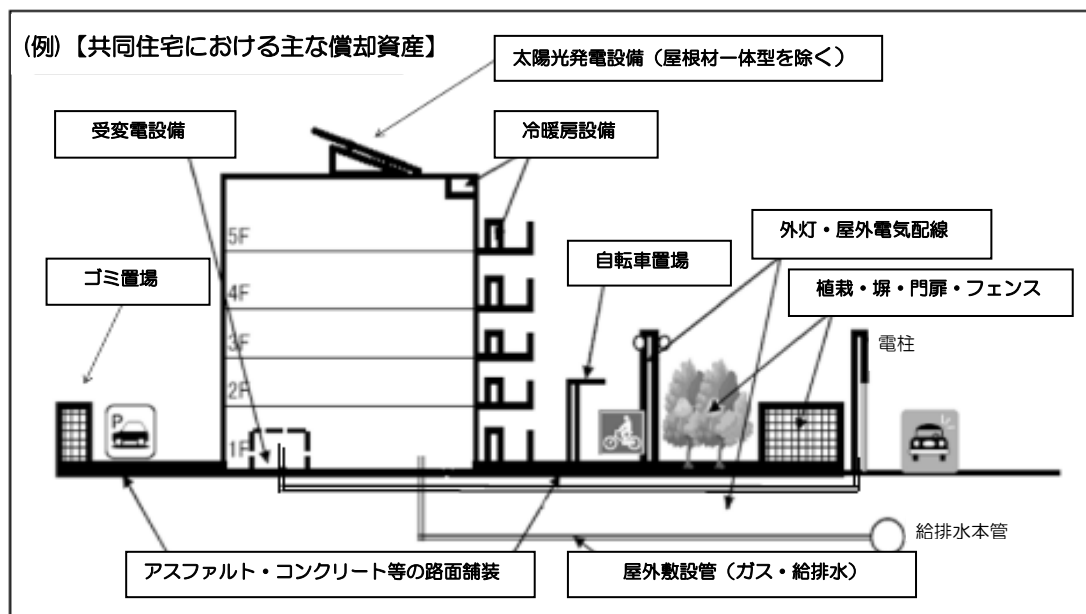 (例)【共同住宅における主な償却資産】
太陽光発電設備（屋根材一体型を除く）
受変電設備
冷暖房設備
外灯・屋外電気配線
自転車置場
ゴミ置場
植栽・塀・門扉・フェンス
電柱
5F
4F
3F
2F
1F
P
給排水本管
アスファルト・コンクリート等の路面舗装
屋外敷設管（ガス・給排水）